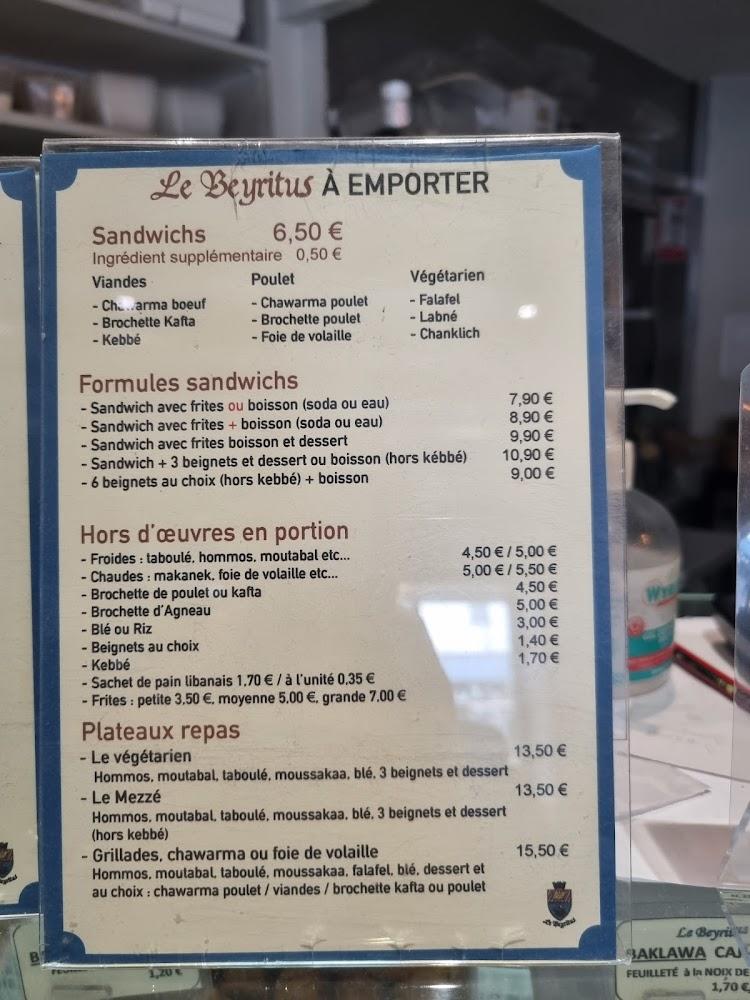 Le Beyritus À EMPORTER
Sandwichs 6,50 €
Ingrédient supplémentaire 0,50 €
Viandes Poulet Végétarien
- Chawarma boeuf - Chawarma poulet - Falafel
- Brochette Kafta - Brochette poulet - Labné
- Kebbé - Foie de volaille - Chanklich
Formules sandwichs
- Sandwich avec frites ou boisson (soda ou eau) 7,90 €
- Sandwich avec frites + boisson (soda ou eau) 8,90 €
- Sandwich avec frites boisson et dessert 9,90 €
- Sandwich + 3 beignets et dessert ou boisson (hors kébbé) 10,90 €
- 6 beignets au choix (hors kebbé) + boisson 9,00 €
Hors d'œuvres en portion
- Froides : taboulé, hommos, moutabal etc... 4,50 € / 5,00 €
- Chaudes : makanek, foie de volaille etc... 5,00 € / 5,50 €
- Brochette de poulet ou kafta 4,50 €
- Brochette d'Agneau 5,00 €
- Blé ou Riz 3,00 €
- Beignets au choix 1,40 €
- Kebbé 1,70 €
- Sachet de pain libanais 1,70 € / à l'unité 0,35 €
- Frites : petite 3,50 €, moyenne 5,00 €, grande 7,00 €
Plateaux repas
- Le végétarien 13,50 €
Hommos, moutabal, taboulé, moussakaa, blé, 3 beignets et dessert
- Le Mezzé 13,50 €
Hommos, moutabal, taboulé, moussakaa, blé, 3 beignets et dessert
(hors kebbé)
- Grillades, chawarma ou foie de volaille 15,50 €
Hommos, moutabal, taboulé, moussakaa, falafel, blé, dessert et
au choix : chawarma poulet / viandes / brochette kafta ou poulet
Le Beyritus
Le Beyritus
BAKLAWA CAJ
FEUILLETÉ à la NOIX DE
1,70 €
1,20 €